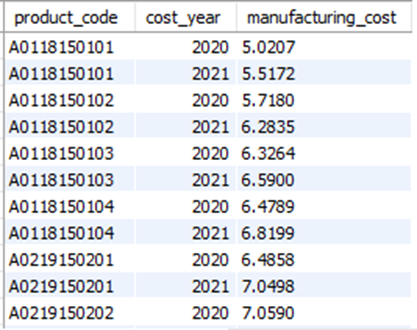 product_code cost_year manufacturing_cost
A0118150101 2020 5.0207
A0118150101 2021 5.5172
A0118150102 2020 5.7180
A0118150102 2021 6.2835
A0118150103 2020 6.3264
A0118150103 2021 6.5900
A0118150104 2020 6.4789
A0118150104 2021 6.8199
A0219150201 2020 6.4858
A0219150201 2021 7.0498
A0219150202 2020 7.0590